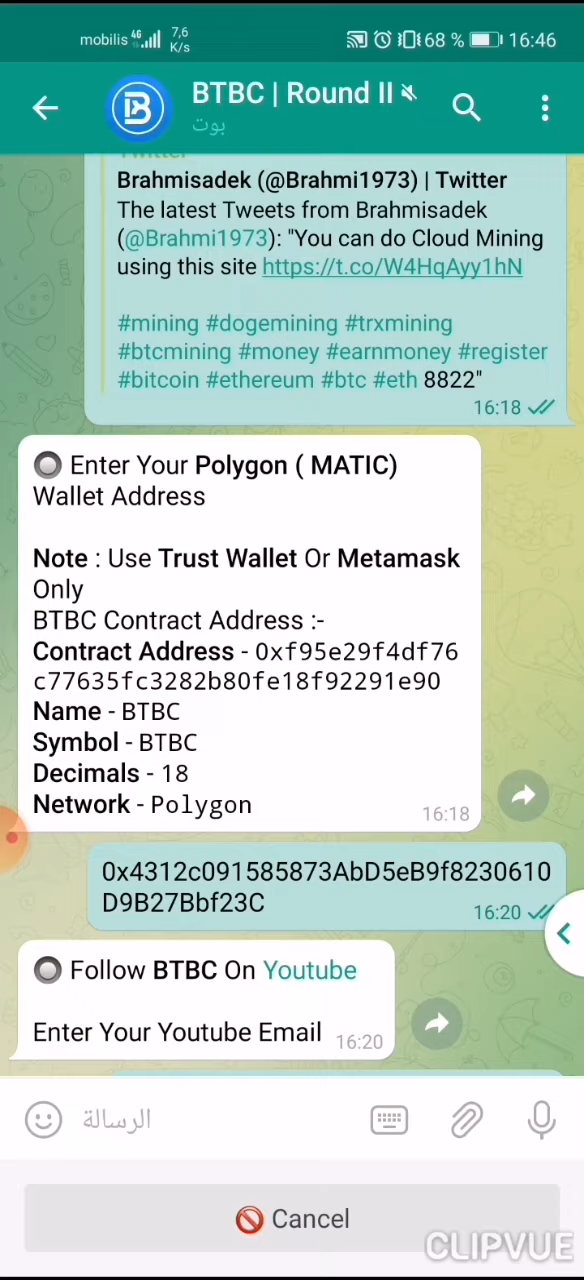 mobilis 4G 7,6 K/s 68 % 16:46
BTBC | Round II
بوت
Twitter
Brahmisadek (@Brahmi1973) | Twitter
The latest Tweets from Brahmisadek
(@Brahmi1973): "You can do Cloud Mining
using this site https://t.co/W4HqAyy1hN
#mining #dogemining #trxmining
#btcmining #money #earnmoney #register
#bitcoin #ethereum #btc #eth 8822"
16:18
Enter Your Polygon ( MATIC)
Wallet Address
Note : Use Trust Wallet Or Metamask
Only
BTBC Contract Address :-
Contract Address - 0xf95e29f4df76
c77635fc3282b80fe18f92291e90
Name - BTBC
Symbol - BTBC
Decimals - 18
Network - Polygon
16:18
0x4312c091585873AbD5eB9f8230610
D9B27Bbf23C
16:20
Follow BTBC On Youtube
Enter Your Youtube Email 16:20
الرسالة
Cancel
CLIPVUE